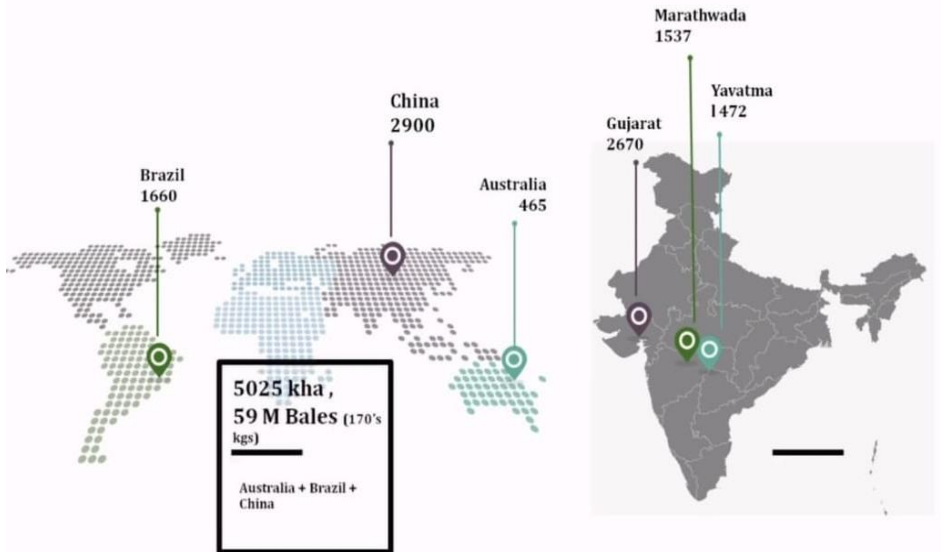 Marathwada
1537
Yavatma
l 472
China
2900
Gujarat
2670
Brazil
1660
Australia
465
5025 kha ,
59 M Bales (170's
kgs)
Australia + Brazil +
China